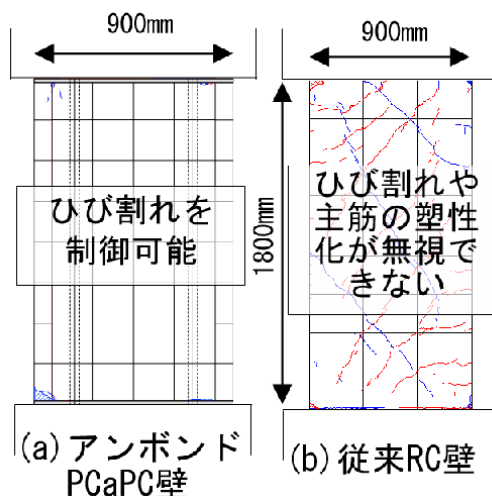 900mm
ひび割れを
制御可能
(a)アンボンド
PCaPC壁
900mm
1800mm
ひび割れや
主筋の塑性
化が無視で
きない
(b)従来RC壁